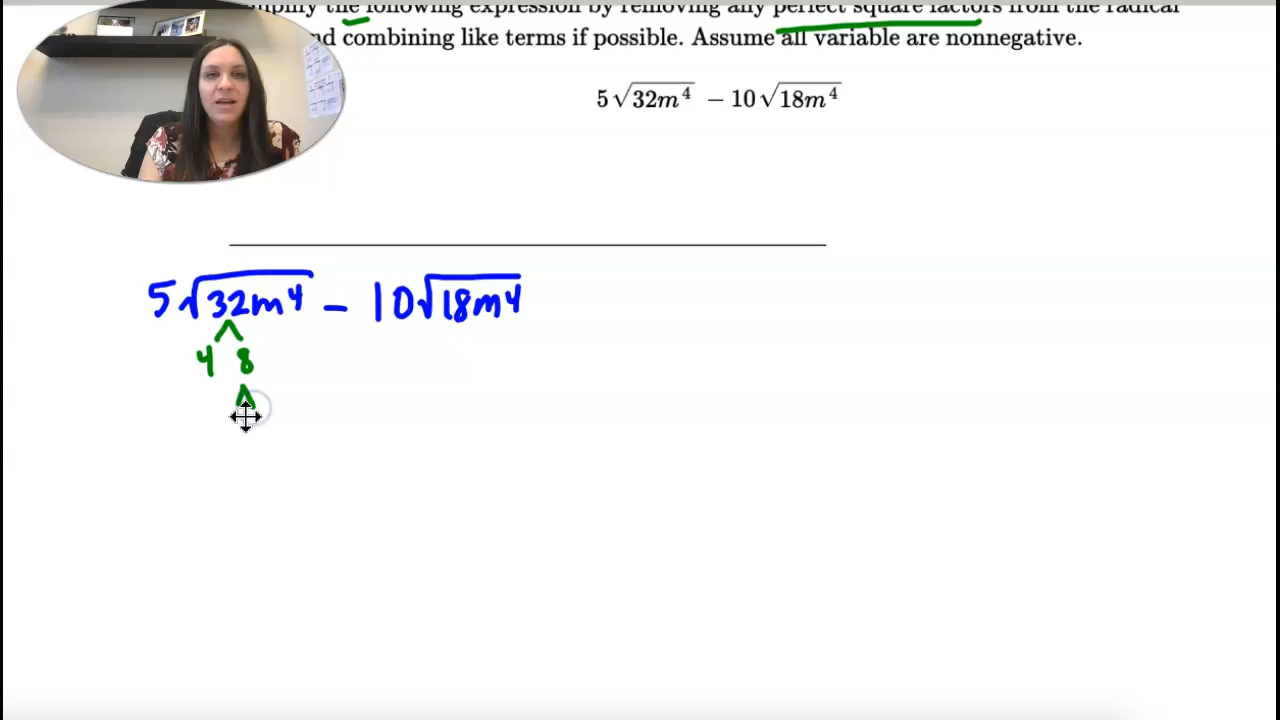 the following expression by removing any perfect square factors from the radical
nd combining like terms if possible. Assume all variable are nonnegative.
5√32m⁴ − 10√18m⁴
5√32m⁴ − 10√18m⁴
4 8